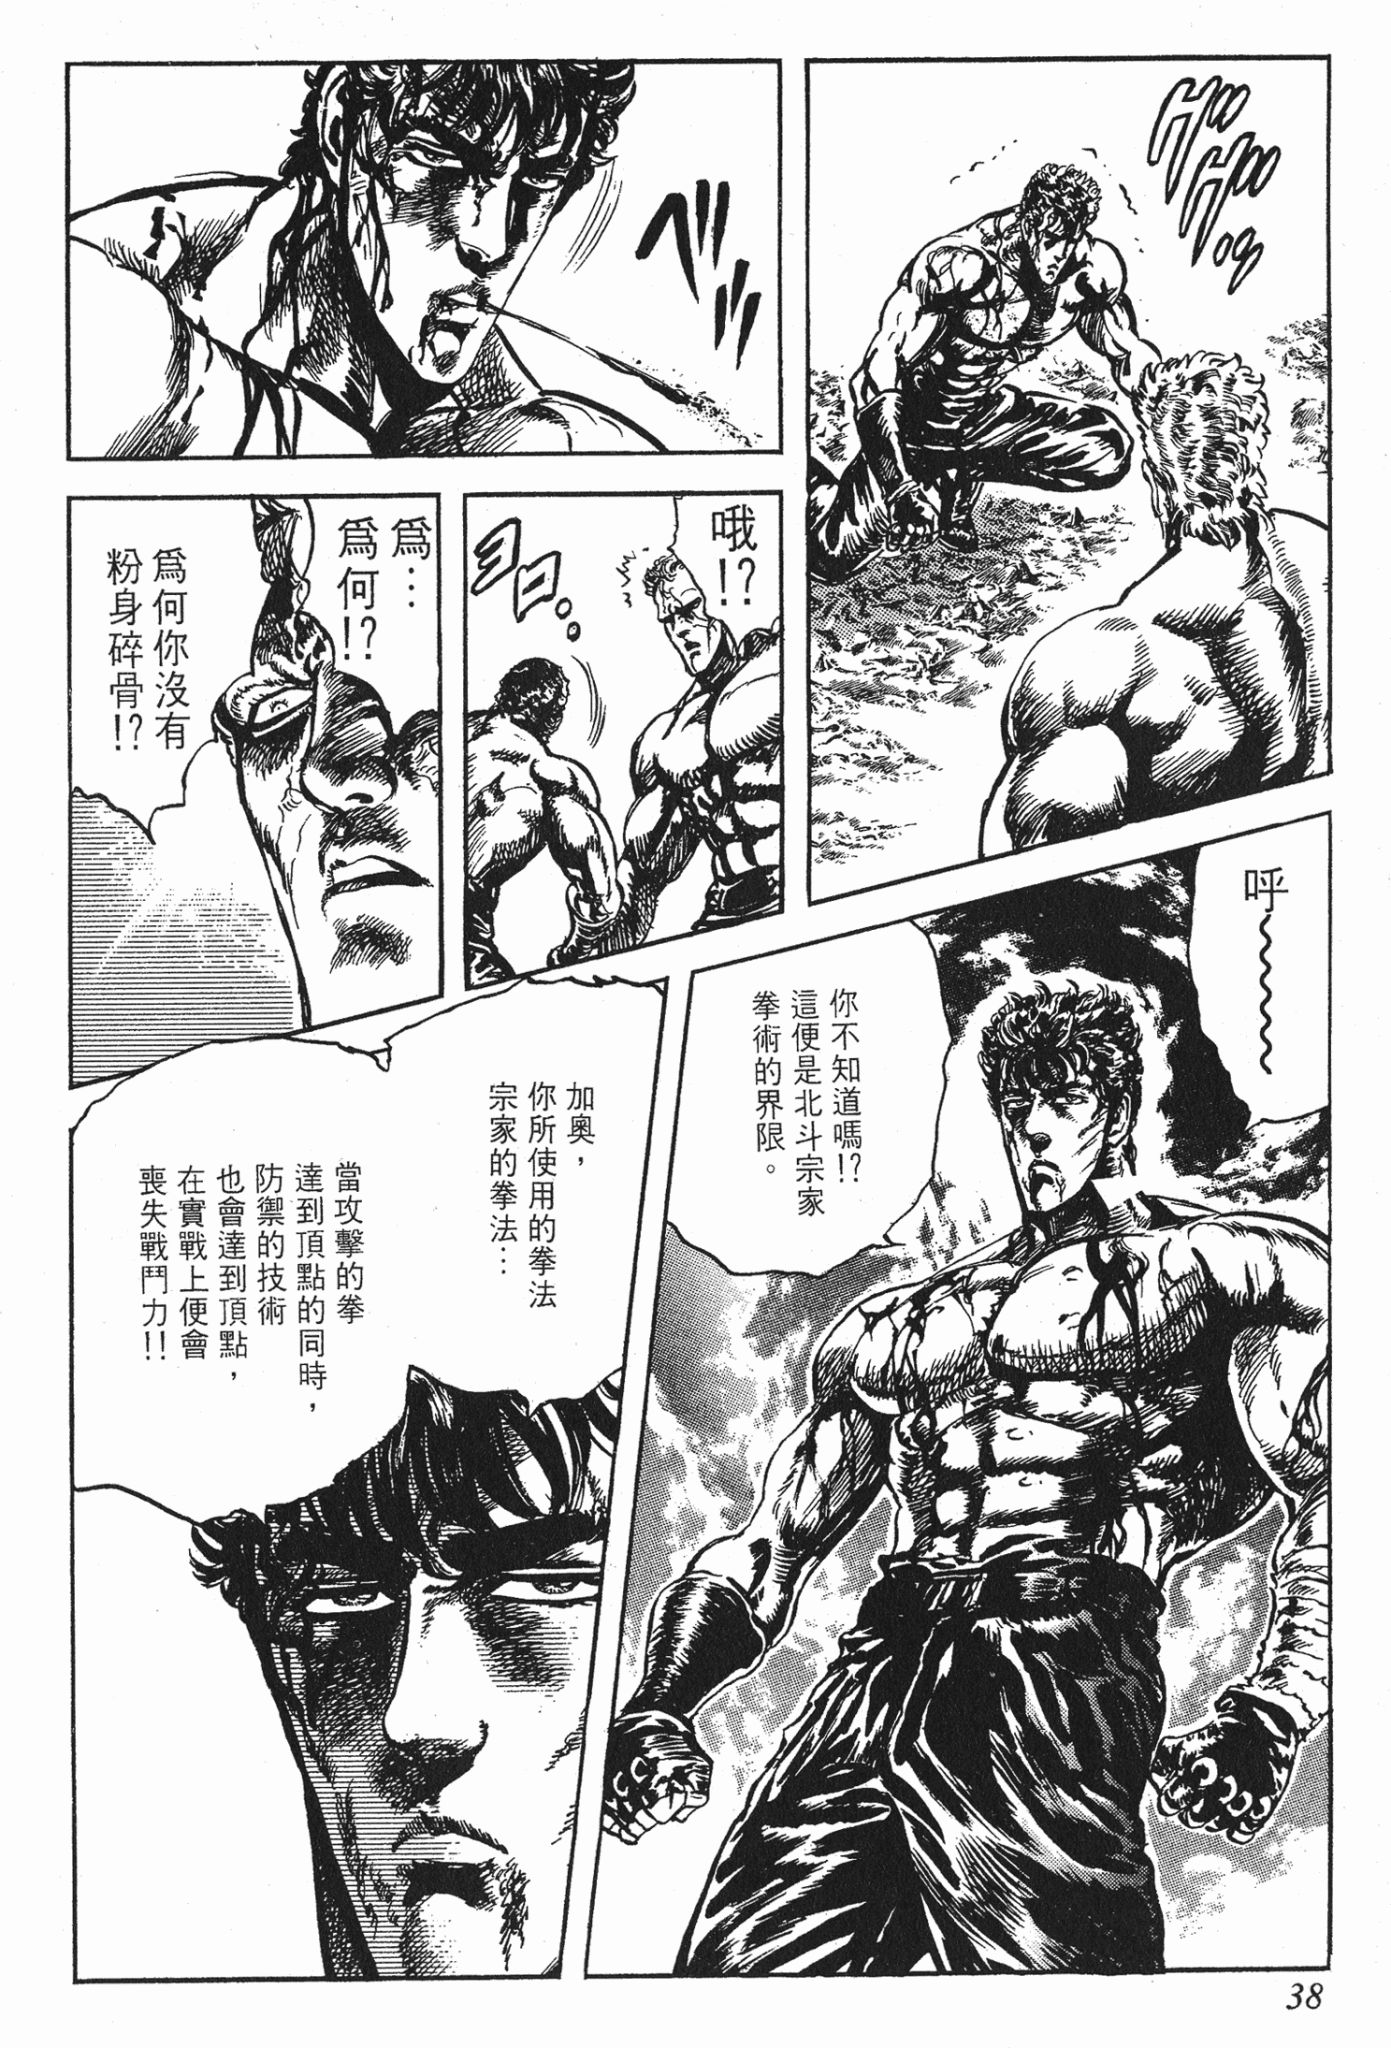 ゲホゲホ
ペッ
哦!?
ヨロ
為…
為何!?
為何你沒有
粉身碎骨!?
呼
你不知道嗎!?
這便是北斗宗家
拳術的界限。
加奧，
你所使用的拳法
宗家的拳法…
當攻擊的拳
達到頂點的同時，
防禦的技術
也會達到頂點，
在實戰上便會
喪失戰鬥力!!
38